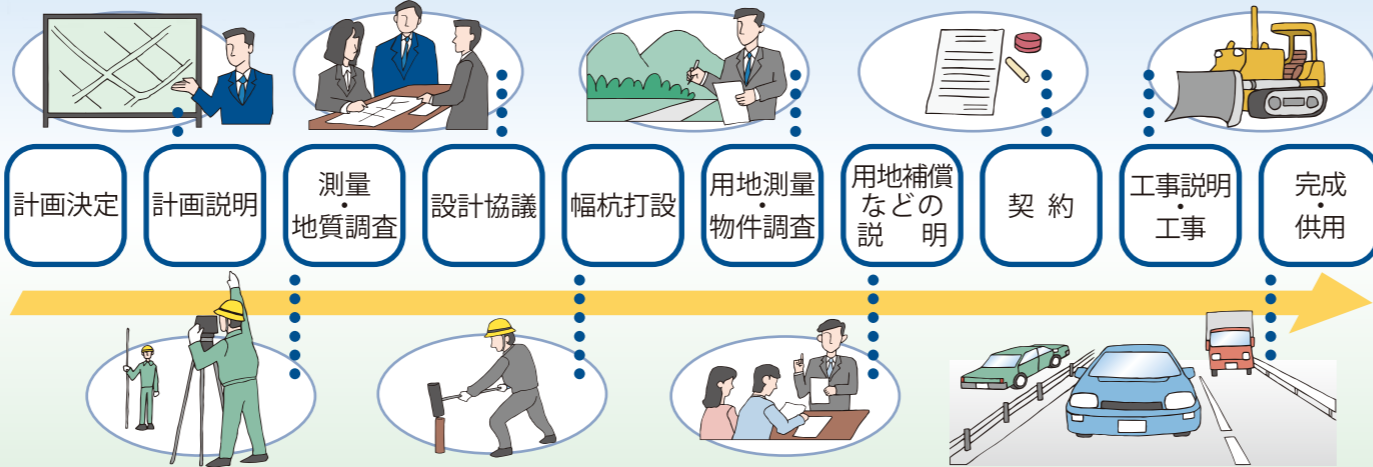 計画決定
計画説明
測量
・
地質調査
設計協議
幅杭打設
用地測量
・
物件調査
用地補償
などの
説　明
契 約
工事説明
・
工事
完成
・
供用